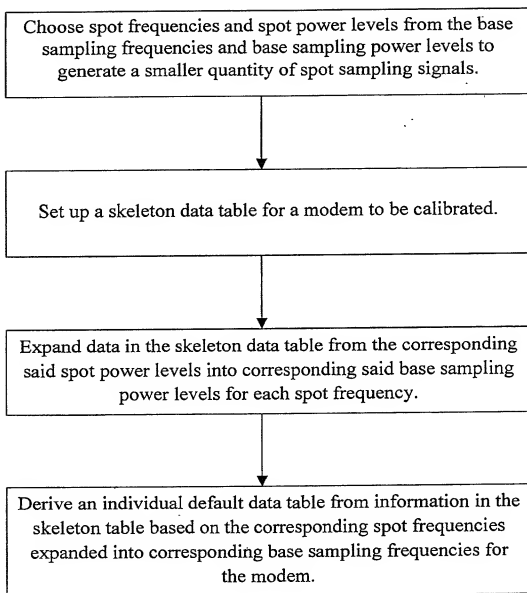 Choose spot frequencies and spot power levels from the base
sampling frequencies and base sampling power levels to
generate a smaller quantity of spot sampling signals.
Set up a skeleton data table for a modem to be calibrated.
Expand data in the skeleton data table from the corresponding
said spot power levels into corresponding said base sampling
power levels for each spot frequency.
Derive an individual default data table from information in the
skeleton table based on the corresponding spot frequencies
expanded into corresponding base sampling frequencies for
the modem.